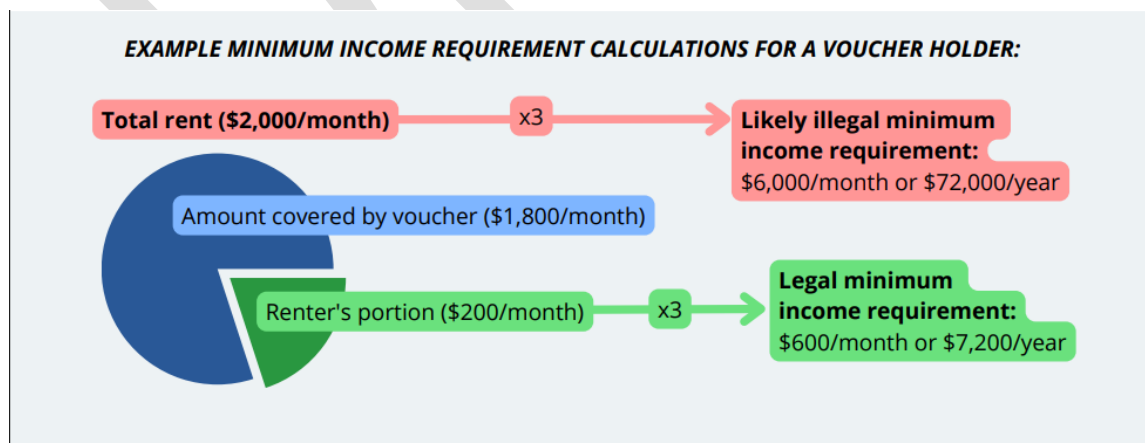 EXAMPLE MINIMUM INCOME REQUIREMENT CALCULATIONS FOR A VOUCHER HOLDER:
Total rent ($2,000/month)
x3
Likely illegal minimum
income requirement:
$6,000/month or $72,000/year
Amount covered by voucher ($1,800/month)
Renter's portion ($200/month)
x3
Legal minimum
income requirement:
$600/month or $7,200/year